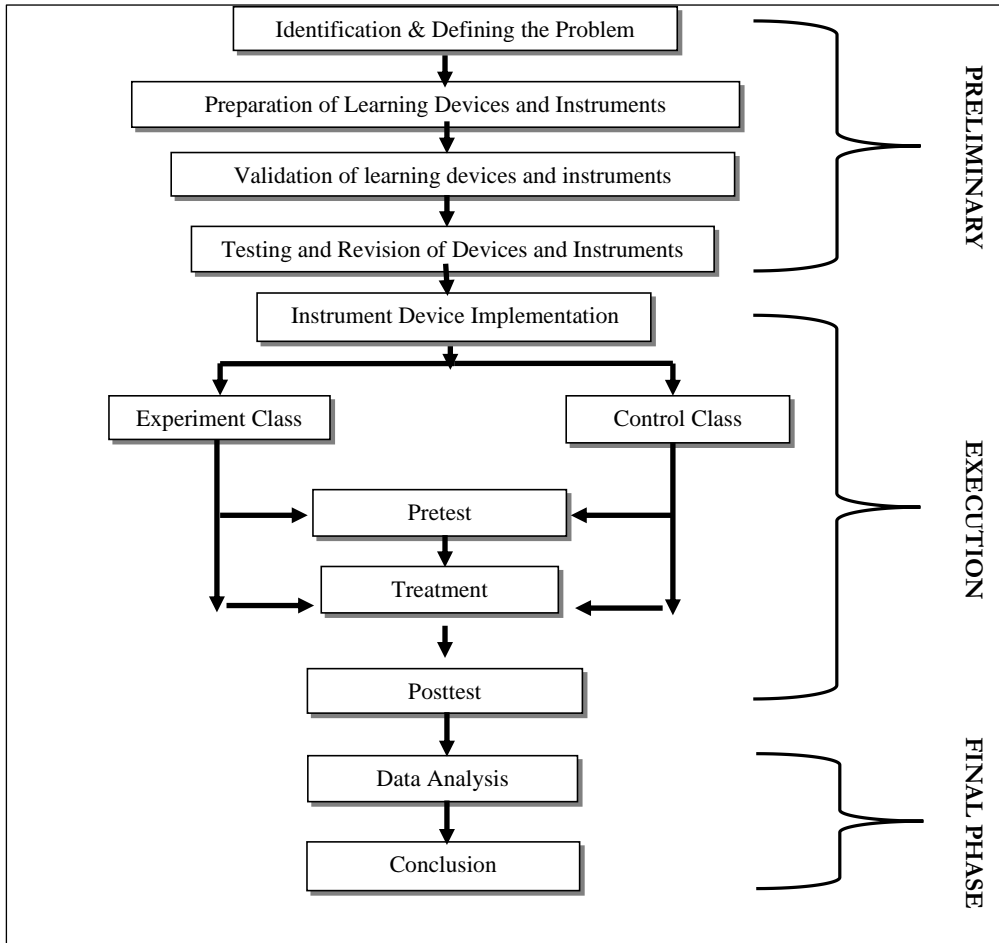 Identification & Defining the Problem
Preparation of Learning Devices and Instruments
Validation of learning devices and instruments
Testing and Revision of Devices and Instruments
PRELIMINARY
Instrument Device Implementation
Experiment Class
Control Class
Pretest
Treatment
Posttest
EXECUTION
Data Analysis
Conclusion
FINAL PHASE